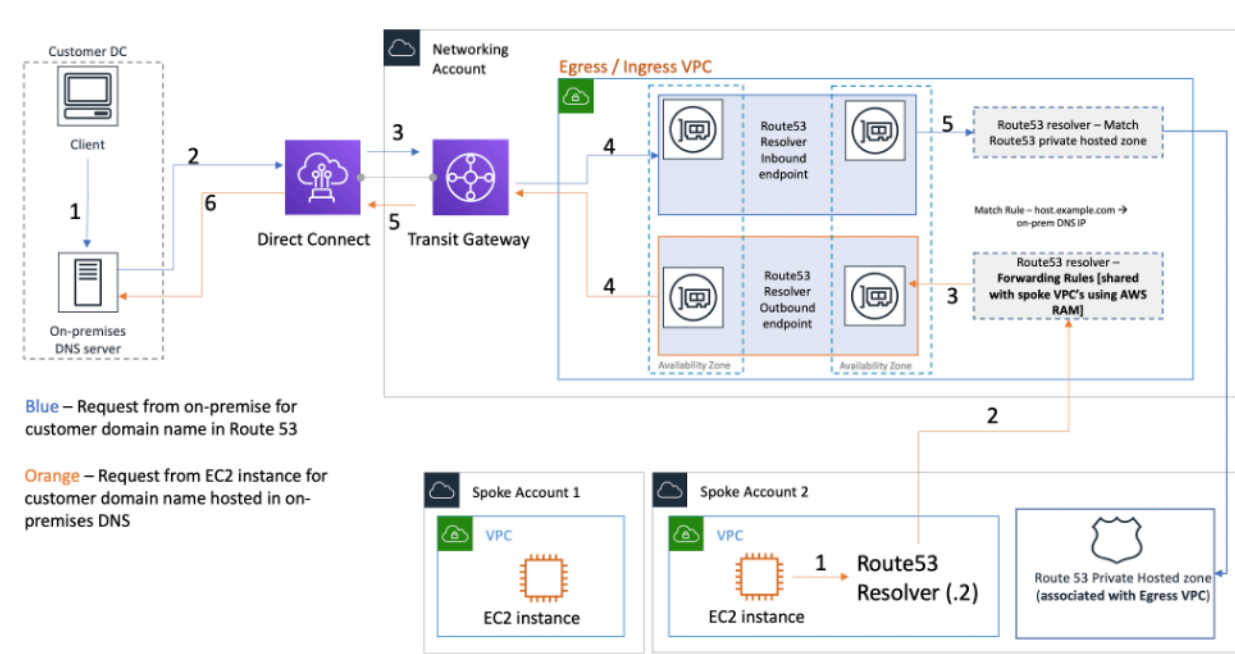 Customer DC
Client
1
On-premises
DNS server
2
6
Direct Connect
3
5
Transit Gateway
Networking
Account
Egress / Ingress VPC
4
4
Route53
Resolver
Inbound
endpoint
Route53
Resolver
Outbound
endpoint
Availability Zone
Availability Zone
5
Route53 resolver – Match
Route53 private hosted zone
Match Rule – host.example.com →
on-prem DNS IP
3
Route53 resolver –
Forwarding Rules [shared
with spoke VPC's using AWS
RAM]
2
Blue – Request from on-premise for
customer domain name in Route 53
Orange – Request from EC2 instance for
customer domain name hosted in on-
premises DNS
Spoke Account 1
VPC
EC2 instance
Spoke Account 2
VPC
EC2 instance
1
Route53
Resolver (.2)
Route 53 Private Hosted zone
(associated with Egress VPC)